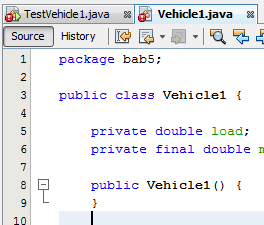 TestVehicle1.java Vehicle1.java
Source History
1 package bab5;
2
3 public class Vehicle1 {
4
5 private double load;
6 private final double
7
8 public Vehicle1() {
9 }
10